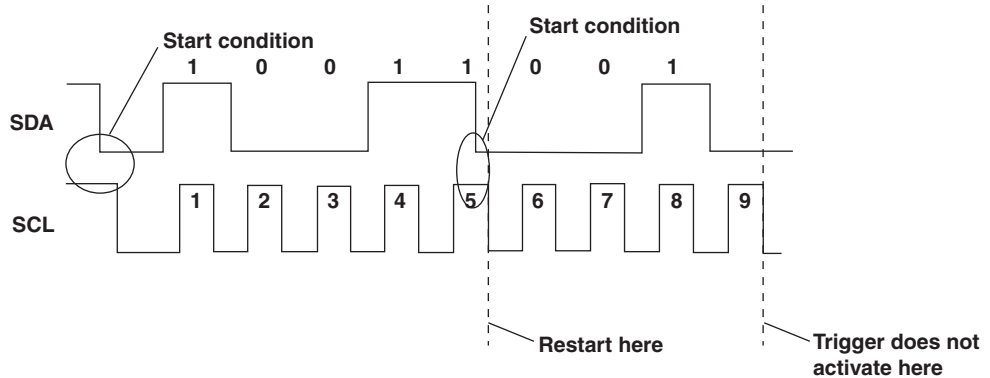 Start condition
Start condition
1 0 0 1 1 0 0 1
SDA
SCL
1 2 3 4 5 6 7 8 9
Restart here
Trigger does not
activate here